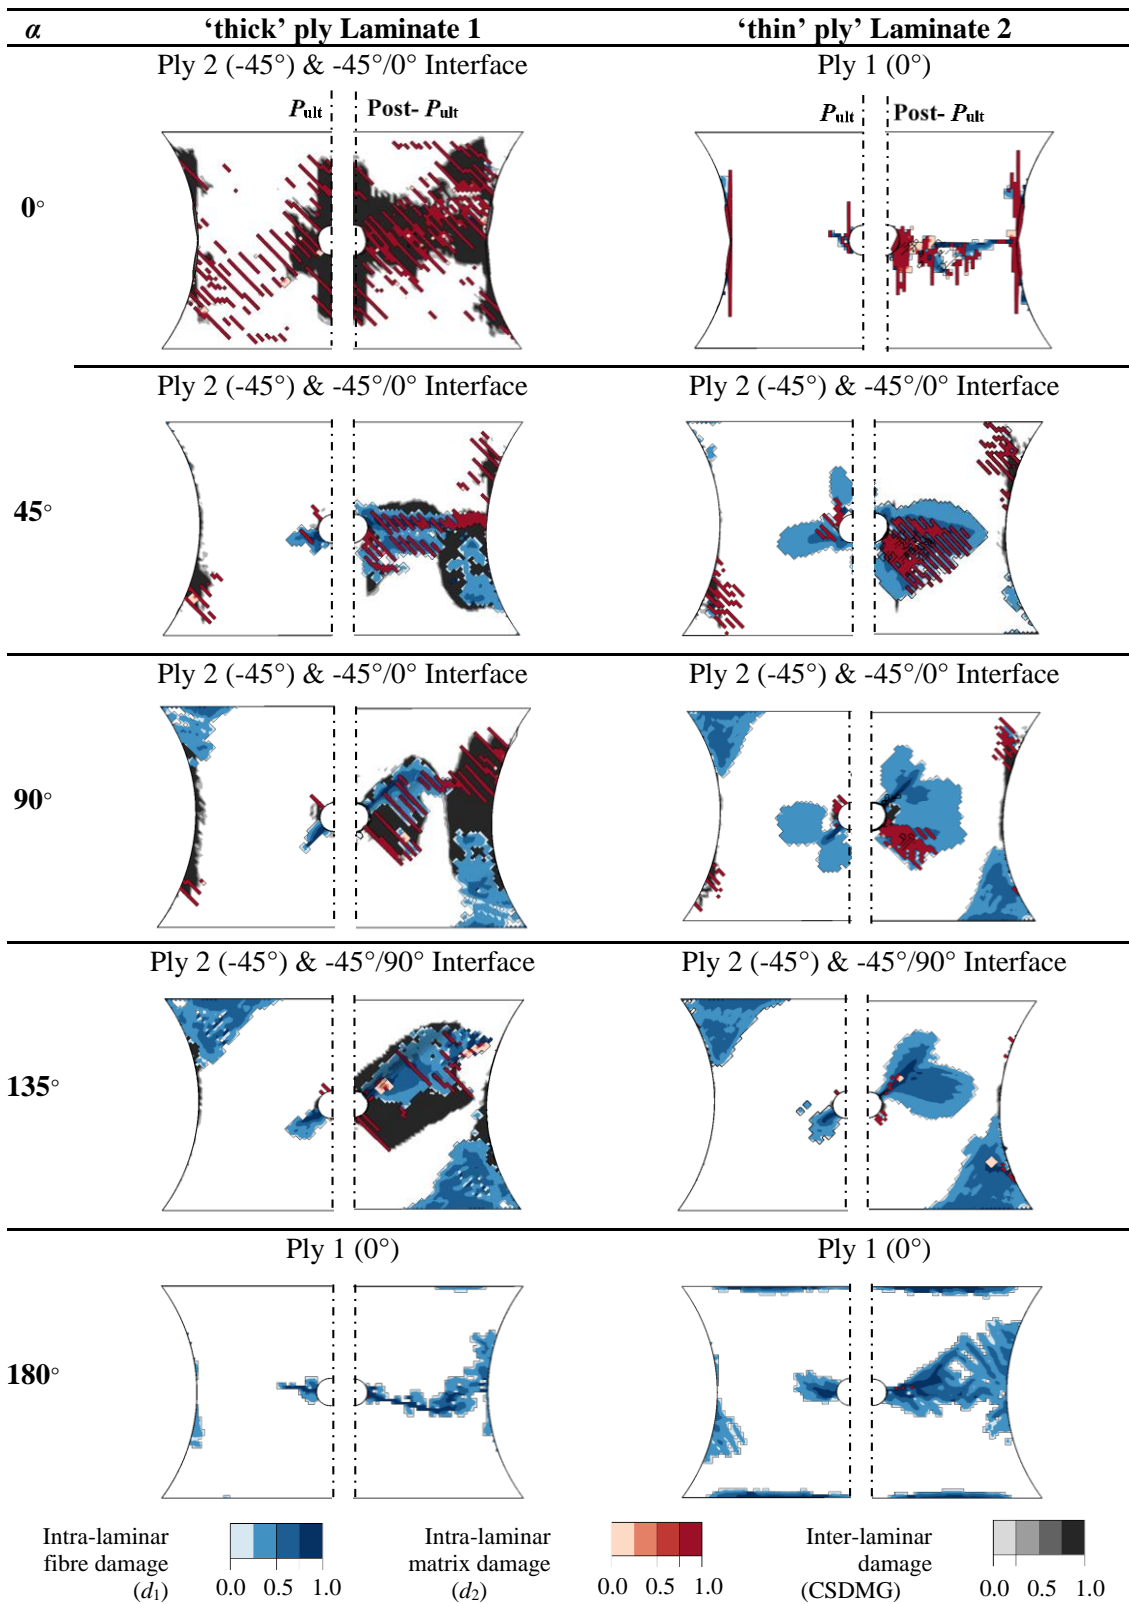 α ‘thick’ ply Laminate 1 ‘thin’ ply’ Laminate 2
Ply 2 (-45°) & -45°/0° Interface Ply 1 (0°)
Pult Post- Pult Pult Post- Pult
0°
Ply 2 (-45°) & -45°/0° Interface Ply 2 (-45°) & -45°/0° Interface
45°
Ply 2 (-45°) & -45°/0° Interface Ply 2 (-45°) & -45°/0° Interface
90°
Ply 2 (-45°) & -45°/90° Interface Ply 2 (-45°) & -45°/90° Interface
135°
Ply 1 (0°) Ply 1 (0°)
180°
Intra-laminar Intra-laminar Inter-laminar
fibre damage matrix damage damage
(d1) 0.0 0.5 1.0 (d2) 0.0 0.5 1.0 (CSDMG) 0.0 0.5 1.0